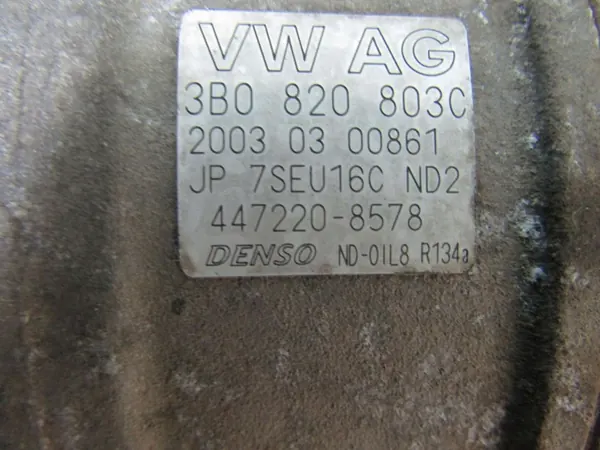 VW AG
3B0 820 803C
2003 03 00861
JP 7SEU16C ND2
447220-8578
DENSO ND-OIL8 R134a